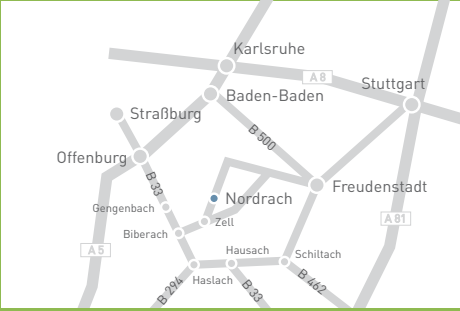 Karlsruhe
A 8
Stuttgart
Baden-Baden
Straßburg
B 500
Offenburg
B 33
Freudenstadt
Nordrach
Gengenbach
Zell
A 81
Biberach
A 5
Hausach
Schiltach
Haslach
B 294
B 33
B 462